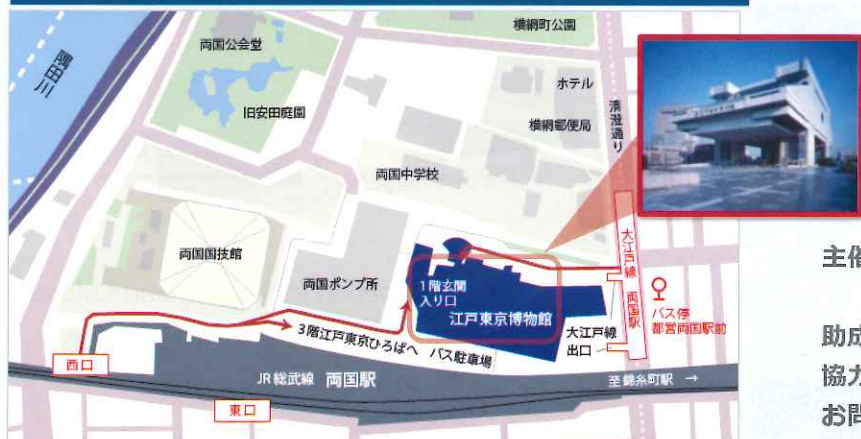 横網町公園
両国公会堂
隅田川
旧安田庭園
ホテル
横網郵便局
清澄通り
両国中学校
両国国技館
両国ポンプ所
1階玄関
入り口
江戸東京博物館
大江戸線 両国駅
バス停
都営両国駅前
大江戸線
出口
3階江戸東京ひろばへ バス駐車場
西口
JR総武線 両国駅
至錦糸町駅 →
東口
主催
助成
協力
お問